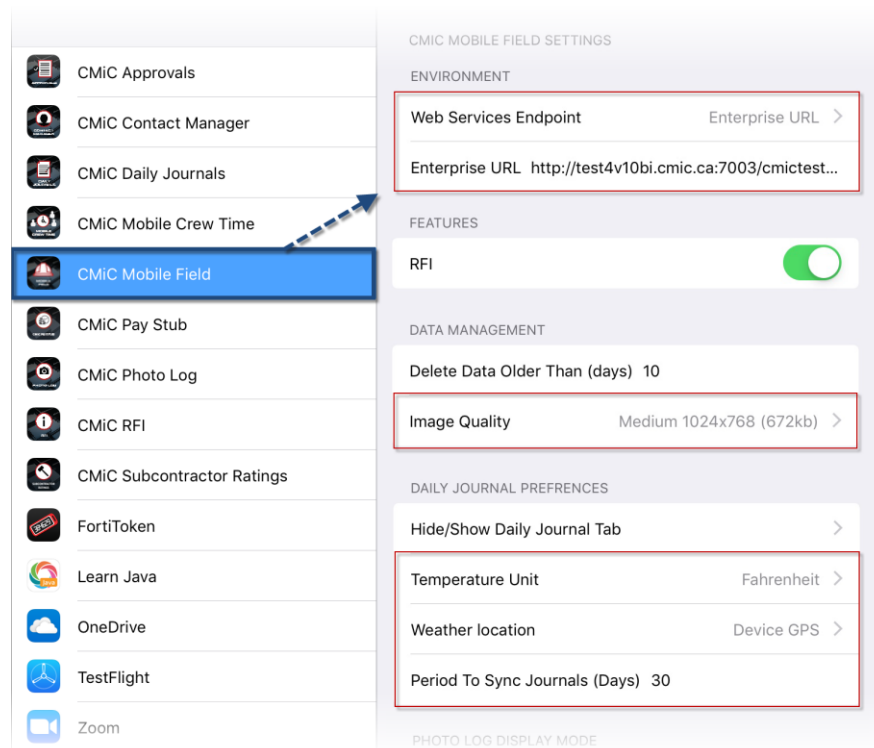 CMiC Approvals
CMiC Contact Manager
CMiC Daily Journals
CMiC Mobile Crew Time
CMiC Mobile Field
CMiC Pay Stub
CMiC Photo Log
CMiC RFI
CMiC Subcontractor Ratings
FortiToken
Learn Java
OneDrive
TestFlight
Zoom
CMIC MOBILE FIELD SETTINGS
ENVIRONMENT
Web Services Endpoint Enterprise URL
Enterprise URL http://test4v10bi.cmic.ca:7003/cmictest...
FEATURES
RFI
DATA MANAGEMENT
Delete Data Older Than (days) 10
Image Quality Medium 1024x768 (672kb)
DAILY JOURNAL PREFRENCES
Hide/Show Daily Journal Tab
Temperature Unit Fahrenheit
Weather location Device GPS
Period To Sync Journals (Days) 30
PHOTO LOG DISPLAY MODE